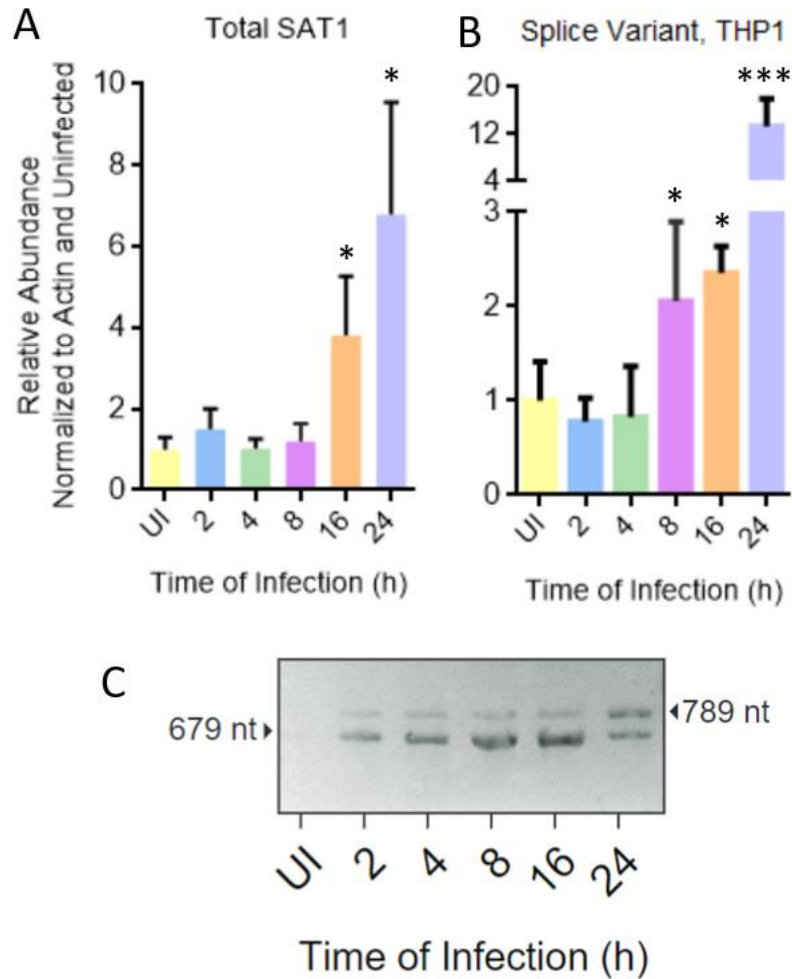 A
Total SAT1
Relative Abundance
Normalized to Actin and Uninfected
10
8
6
4
2
0
*
*
UI
2
4
8
16
24
Time of Infection (h)
B
Splice Variant, THP1
20
12
4
3
2
1
0
*
*
***
UI
2
4
8
16
24
Time of Infection (h)
C
679 nt
789 nt
UI
2
4
8
16
24
Time of Infection (h)